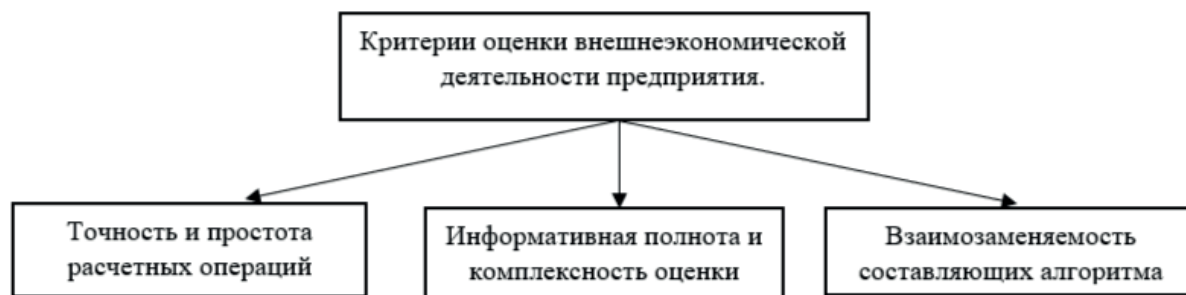 Критерии оценки внешнеэкономической
деятельности предприятия.
Точность и простота
расчетных операций
Информативная полнота и
комплексность оценки
Взаимозаменяемость
составляющих алгоритма